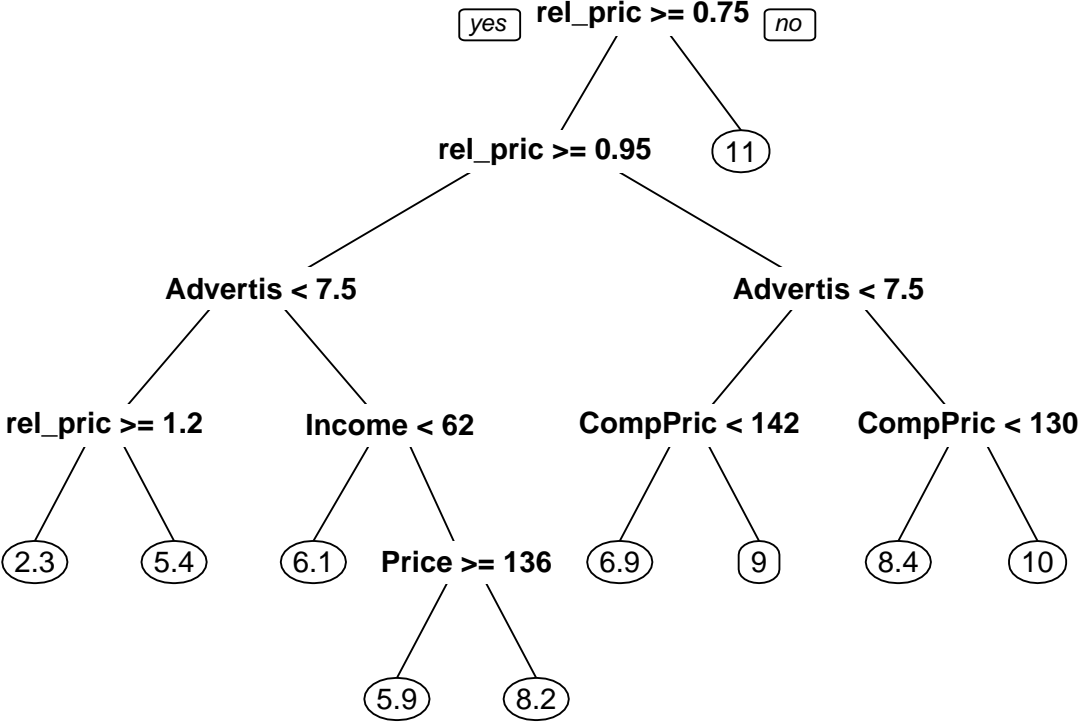 yes rel_pric >= 0.75 no
rel_pric >= 0.95 11
Advertis < 7.5 Advertis < 7.5
rel_pric >= 1.2 Income < 62 CompPric < 142 CompPric < 130
2.3 5.4 6.1 Price >= 136 6.9 9 8.4 10
5.9 8.2